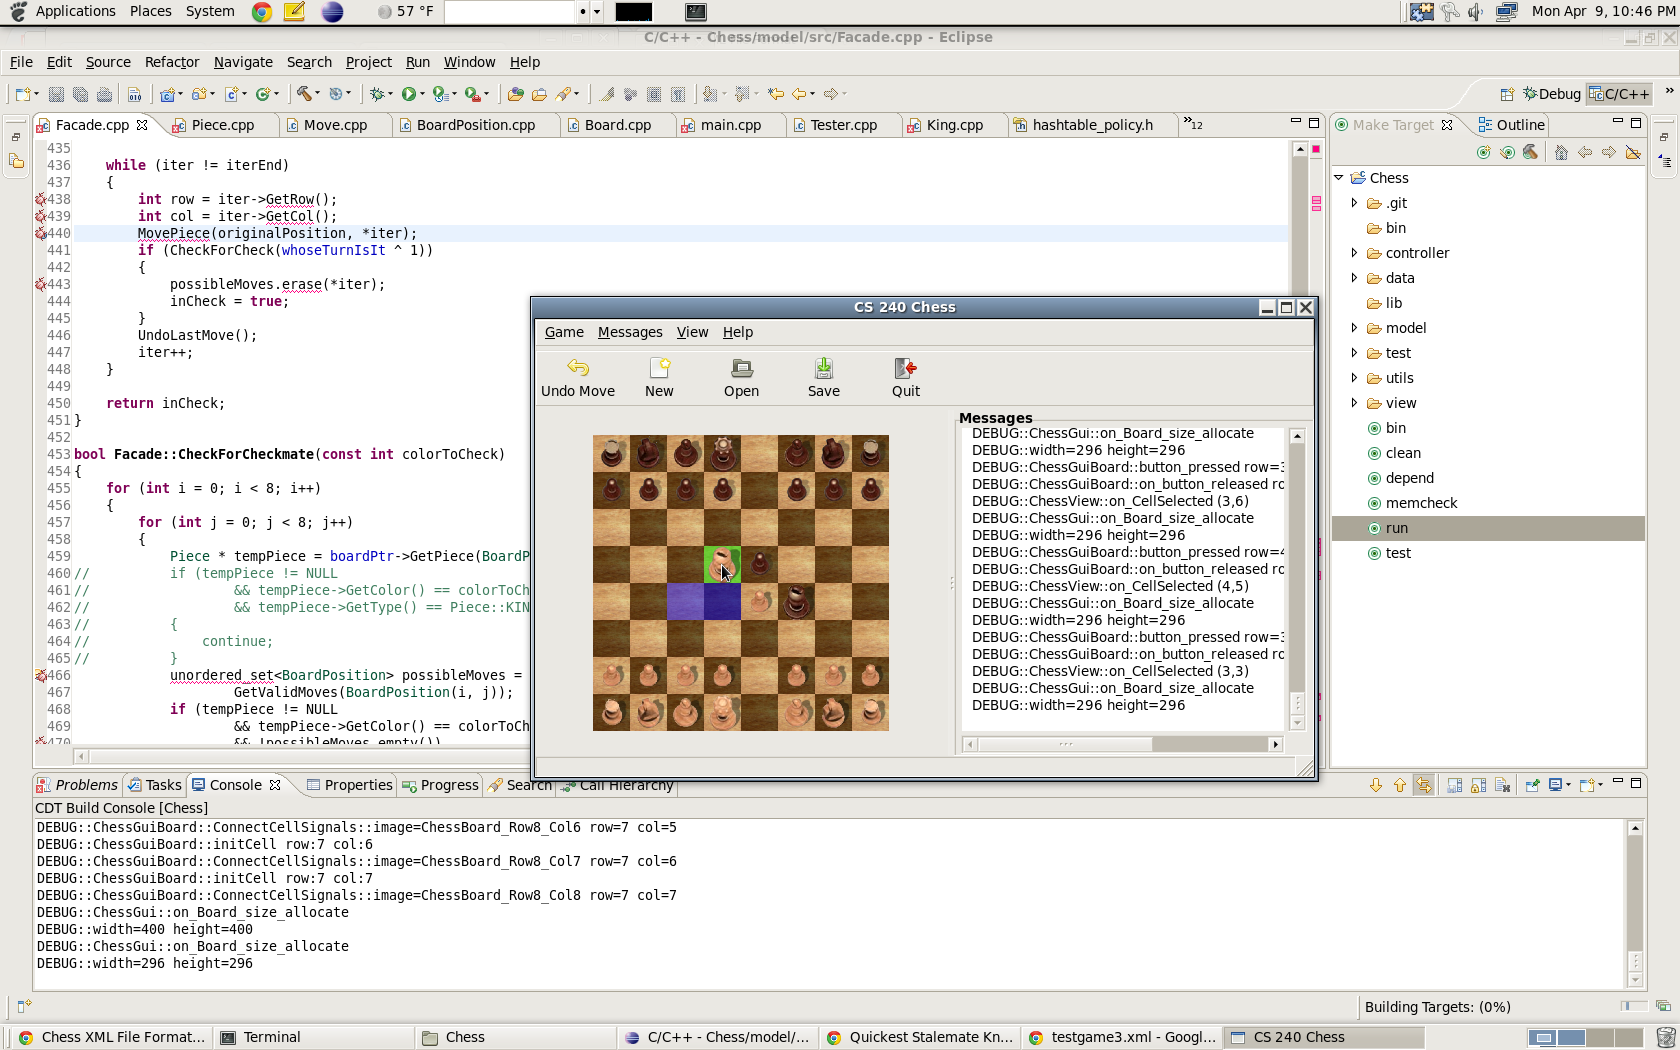 Applications Places System 57 °F Mon Apr 9, 10:46 PM
C/C++ - Chess/model/src/Facade.cpp - Eclipse
File Edit Source Refactor Navigate Search Project Run Window Help
Debug C/C++ »
Facade.cpp Piece.cpp Move.cpp BoardPosition.cpp Board.cpp main.cpp Tester.cpp King.cpp hashtable_policy.h »12
Make Target Outline
435
436 while (iter != iterEnd)
437 {
438 int row = iter->GetRow();
439 int col = iter->GetCol();
440 MovePiece(originalPosition, *iter);
441 if (CheckForCheck(whoseTurnIsIt ^ 1))
442 {
443 possibleMoves.erase(*iter);
444 inCheck = true;
445 }
446 UndoLastMove();
447 iter++;
448 }
449
450 return inCheck;
451 }
452
453 bool Facade::CheckForCheckmate(const int colorToCheck)
454 {
455 for (int i = 0; i < 8; i++)
456 {
457 for (int j = 0; j < 8; j++)
458 {
459 Piece * tempPiece = boardPtr->GetPiece(BoardP
460 // if (tempPiece != NULL
461 // && tempPiece->GetColor() == colorToCh
462 // && tempPiece->GetType() == Piece::KIN
463 // {
464 // continue;
465 // }
466 unordered_set<BoardPosition> possibleMoves =
467 GetValidMoves(BoardPosition(i, j));
468 if (tempPiece != NULL
469 && tempPiece->GetColor() == colorToCh
470 && !possibleMoves.empty())
Chess
.git
bin
controller
data
lib
model
test
utils
view
bin
clean
depend
memcheck
run
test
CS 240 Chess
Game Messages View Help
Undo Move New Open Save Quit
Messages
DEBUG::ChessGui::on_Board_size_allocate
DEBUG::width=296 height=296
DEBUG::ChessGuiBoard::button_pressed row=3
DEBUG::ChessGuiBoard::on_button_released ro
DEBUG::ChessView::on_CellSelected (3,6)
DEBUG::ChessGui::on_Board_size_allocate
DEBUG::width=296 height=296
DEBUG::ChessGuiBoard::button_pressed row=4
DEBUG::ChessGuiBoard::on_button_released ro
DEBUG::ChessView::on_CellSelected (4,5)
DEBUG::ChessGui::on_Board_size_allocate
DEBUG::width=296 height=296
DEBUG::ChessGuiBoard::button_pressed row=3
DEBUG::ChessGuiBoard::on_button_released ro
DEBUG::ChessView::on_CellSelected (3,3)
DEBUG::ChessGui::on_Board_size_allocate
DEBUG::width=296 height=296
Problems Tasks Console Properties Progress Search Call Hierarchy
CDT Build Console [Chess]
DEBUG::ChessGuiBoard::ConnectCellSignals::image=ChessBoard_Row8_Col6 row=7 col=5
DEBUG::ChessGuiBoard::initCell row:7 col:6
DEBUG::ChessGuiBoard::ConnectCellSignals::image=ChessBoard_Row8_Col7 row=7 col=6
DEBUG::ChessGuiBoard::initCell row:7 col:7
DEBUG::ChessGuiBoard::ConnectCellSignals::image=ChessBoard_Row8_Col8 row=7 col=7
DEBUG::ChessGui::on_Board_size_allocate
DEBUG::width=400 height=400
DEBUG::ChessGui::on_Board_size_allocate
DEBUG::width=296 height=296
Building Targets: (0%)
Chess XML File Format... Terminal Chess C/C++ - Chess/model/... Quickest Stalemate Kn... testgame3.xml - Googl... CS 240 Chess